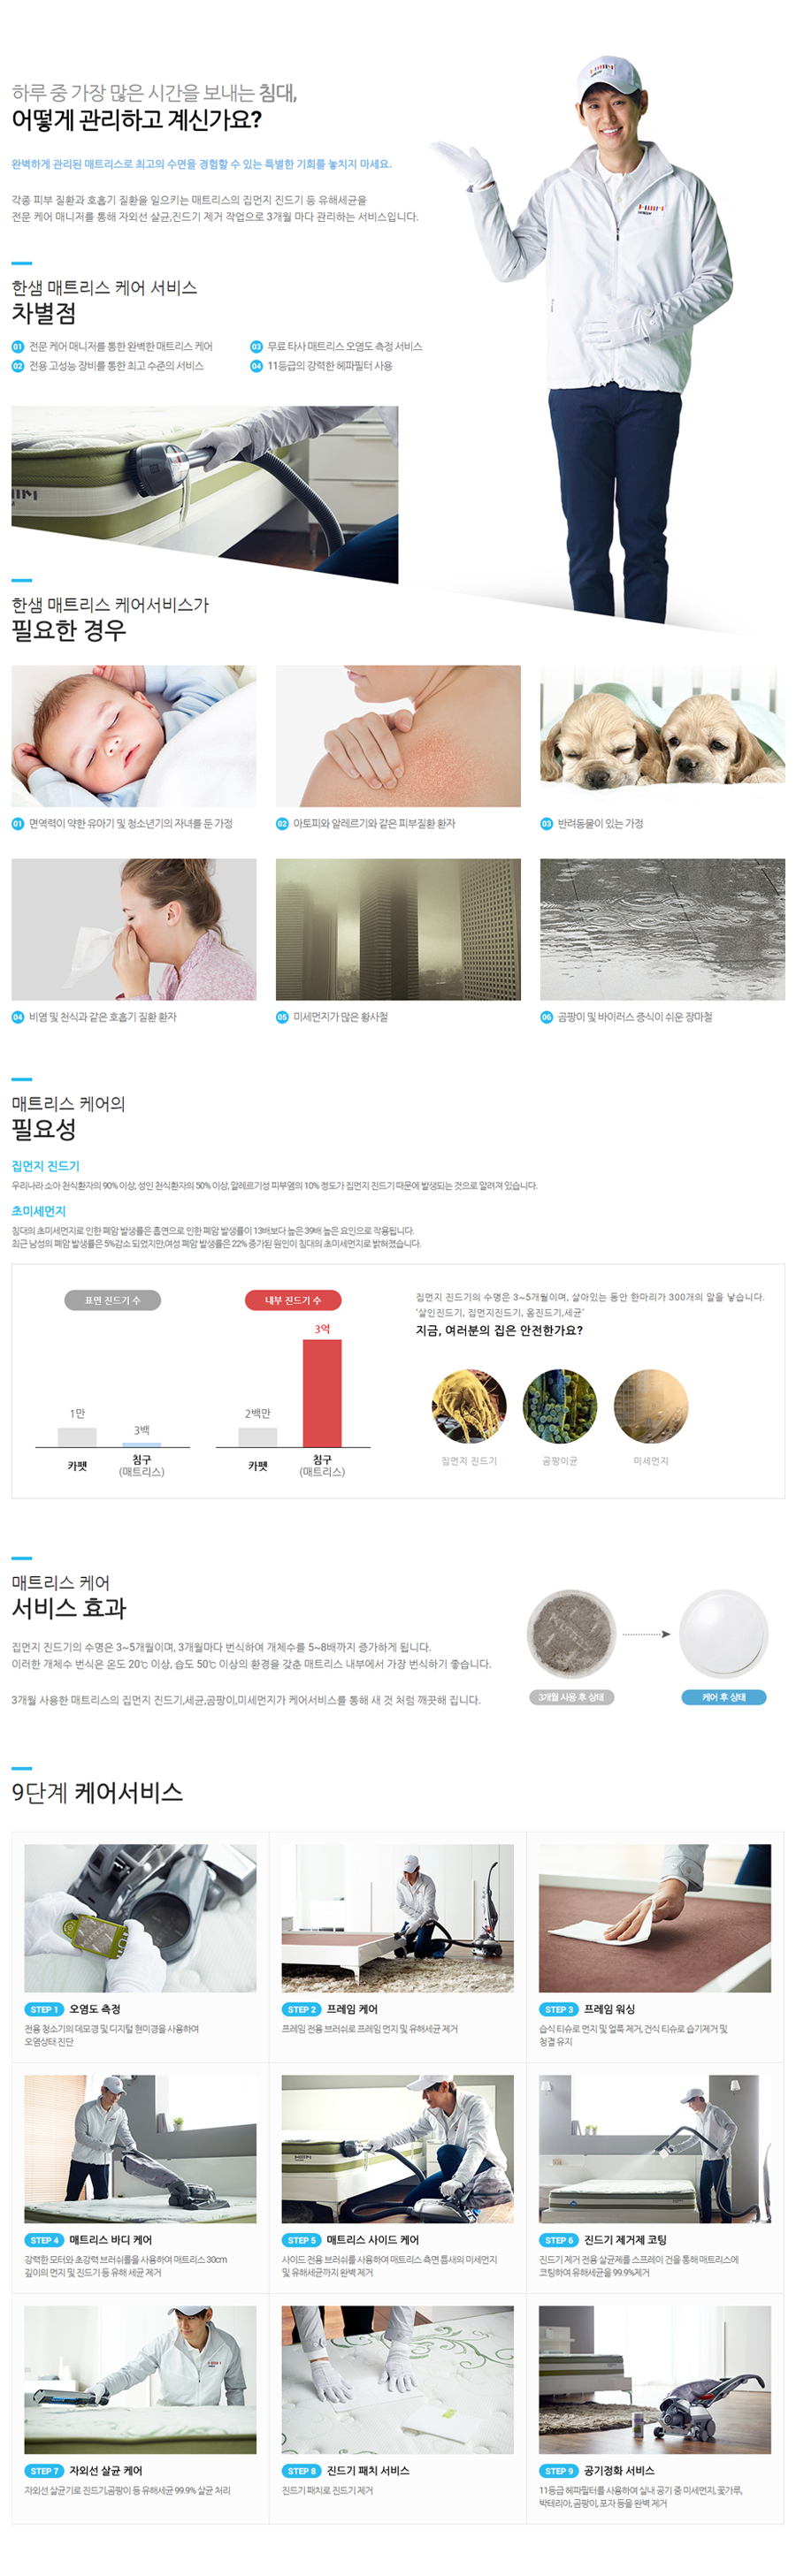 하루 중 가장 많은 시간을 보내는 침대,
어떻게 관리하고 계신가요?
완벽하게 관리된 매트리스로 최고의 수면을 경험할 수 있는 특별한 기회를 놓치지 마세요.
각종 피부 질환과 호흡기 질환을 일으키는 매트리스의 집먼지 진드기 등 유해세균을
전문 케어 매니저를 통해 자외선 살균,진드기 제거 작업으로 3개월 마다 관리하는 서비스입니다.
한샘 매트리스 케어 서비스
차별점
01 전문 케어 매니저를 통한 완벽한 매트리스 케어
03 무료 타사 매트리스 오염도 측정 서비스
02 전용 고성능 장비를 통한 최고 수준의 서비스
04 11등급의 강력한 헤파필터 사용
한샘 매트리스 케어서비스가
필요한 경우
01 면역력이 약한 유아기 및 청소년기의 자녀를 둔 가정
02 아토피와 알레르기와 같은 피부질환 환자
03 반려동물이 있는 가정
04 비염 및 천식과 같은 호흡기 질환 환자
05 미세먼지가 많은 황사철
06 곰팡이 및 바이러스 증식이 쉬운 장마철
매트리스 케어의
필요성
집먼지 진드기
우리나라 소아 천식환자의 90% 이상, 성인 천식환자의 50% 이상, 알레르기성 피부염의 10% 정도가 집먼지 진드기 때문에 발생되는 것으로 알려져 있습니다.
초미세먼지
침대의 초미세먼지로 인한 폐암 발생률은 흡연으로 인한 폐암 발생률이 13배보다 높은 39배 높은 요인으로 작용됩니다.
최근 남성의 폐암 발생률은 5%감소 되었지만;여성 폐암 발생률은 22% 증가된 원인이 침대의 초미세먼지로 밝혀졌습니다.
표면 진드기 수
내부 진드기 수
1만
3백
2백만
3억
카펫
침구
(매트리스)
카펫
침구
(매트리스)
집먼지 진드기의 수명은 3~5개월이며, 살아있는 동안 한마리가 300개의 알을 낳습니다.
'살인진드기, 집먼지진드기, 옴진드기,세균'
지금, 여러분의 집은 안전한가요?
집먼지 진드기
곰팡이균
미세먼지
매트리스 케어
서비스 효과
집먼지 진드기의 수명은 3~5개월이며, 3개월마다 번식하여 개체수를 5~8배까지 증가하게 됩니다.
이러한 개체수 번식은 온도 20℃ 이상, 습도 50℃ 이상의 환경을 갖춘 매트리스 내부에서 가장 번식하기 좋습니다.
3개월 사용한 매트리스의 집먼지 진드기,세균,곰팡이,미세먼지가 케어서비스를 통해 새 것 처럼 깨끗해 집니다.
3개월 사용 후 상태
케어 후 상태
9단계 케어서비스
STEP 1 오염도 측정
전용 청소기의 데모경 및 디지털 현미경을 사용하여
오염상태 진단
STEP 2 프레임 케어
프레임 전용 브러쉬로 프레임 먼지 및 유해세균 제거
STEP 3 프레임 워싱
습식 티슈로 먼지 및 얼룩 제거, 건식 티슈로 습기제거 및
청결 유지
STEP 4 매트리스 바디 케어
강력한 모터와 초강력 브러쉬롤을 사용하여 매트리스 30cm
깊이의 먼지 및 진드기 등 유해 세균 제거
STEP 5 매트리스 사이드 케어
사이드 전용 브러쉬를 사용하여 매트리스 측면 틈새의 미세먼지
및 유해세균까지 완벽 제거
STEP 6 진드기 제거제 코팅
진드기 제거 전용 살균제를 스프레이 건을 통해 매트리스에
코팅하여 유해세균을 99.9%제거
STEP 7 자외선 살균 케어
자외선 살균기로 진드기,곰팡이 등 유해세균 99.9% 살균 처리
STEP 8 진드기 패치 서비스
진드기 패치로 진드기 제거
STEP 9 공기정화 서비스
11등급 헤파필터를 사용하여 실내 공기 중 미세먼지, 꽃가루,
박테리아, 곰팡이, 포자 등을 완벽 제거